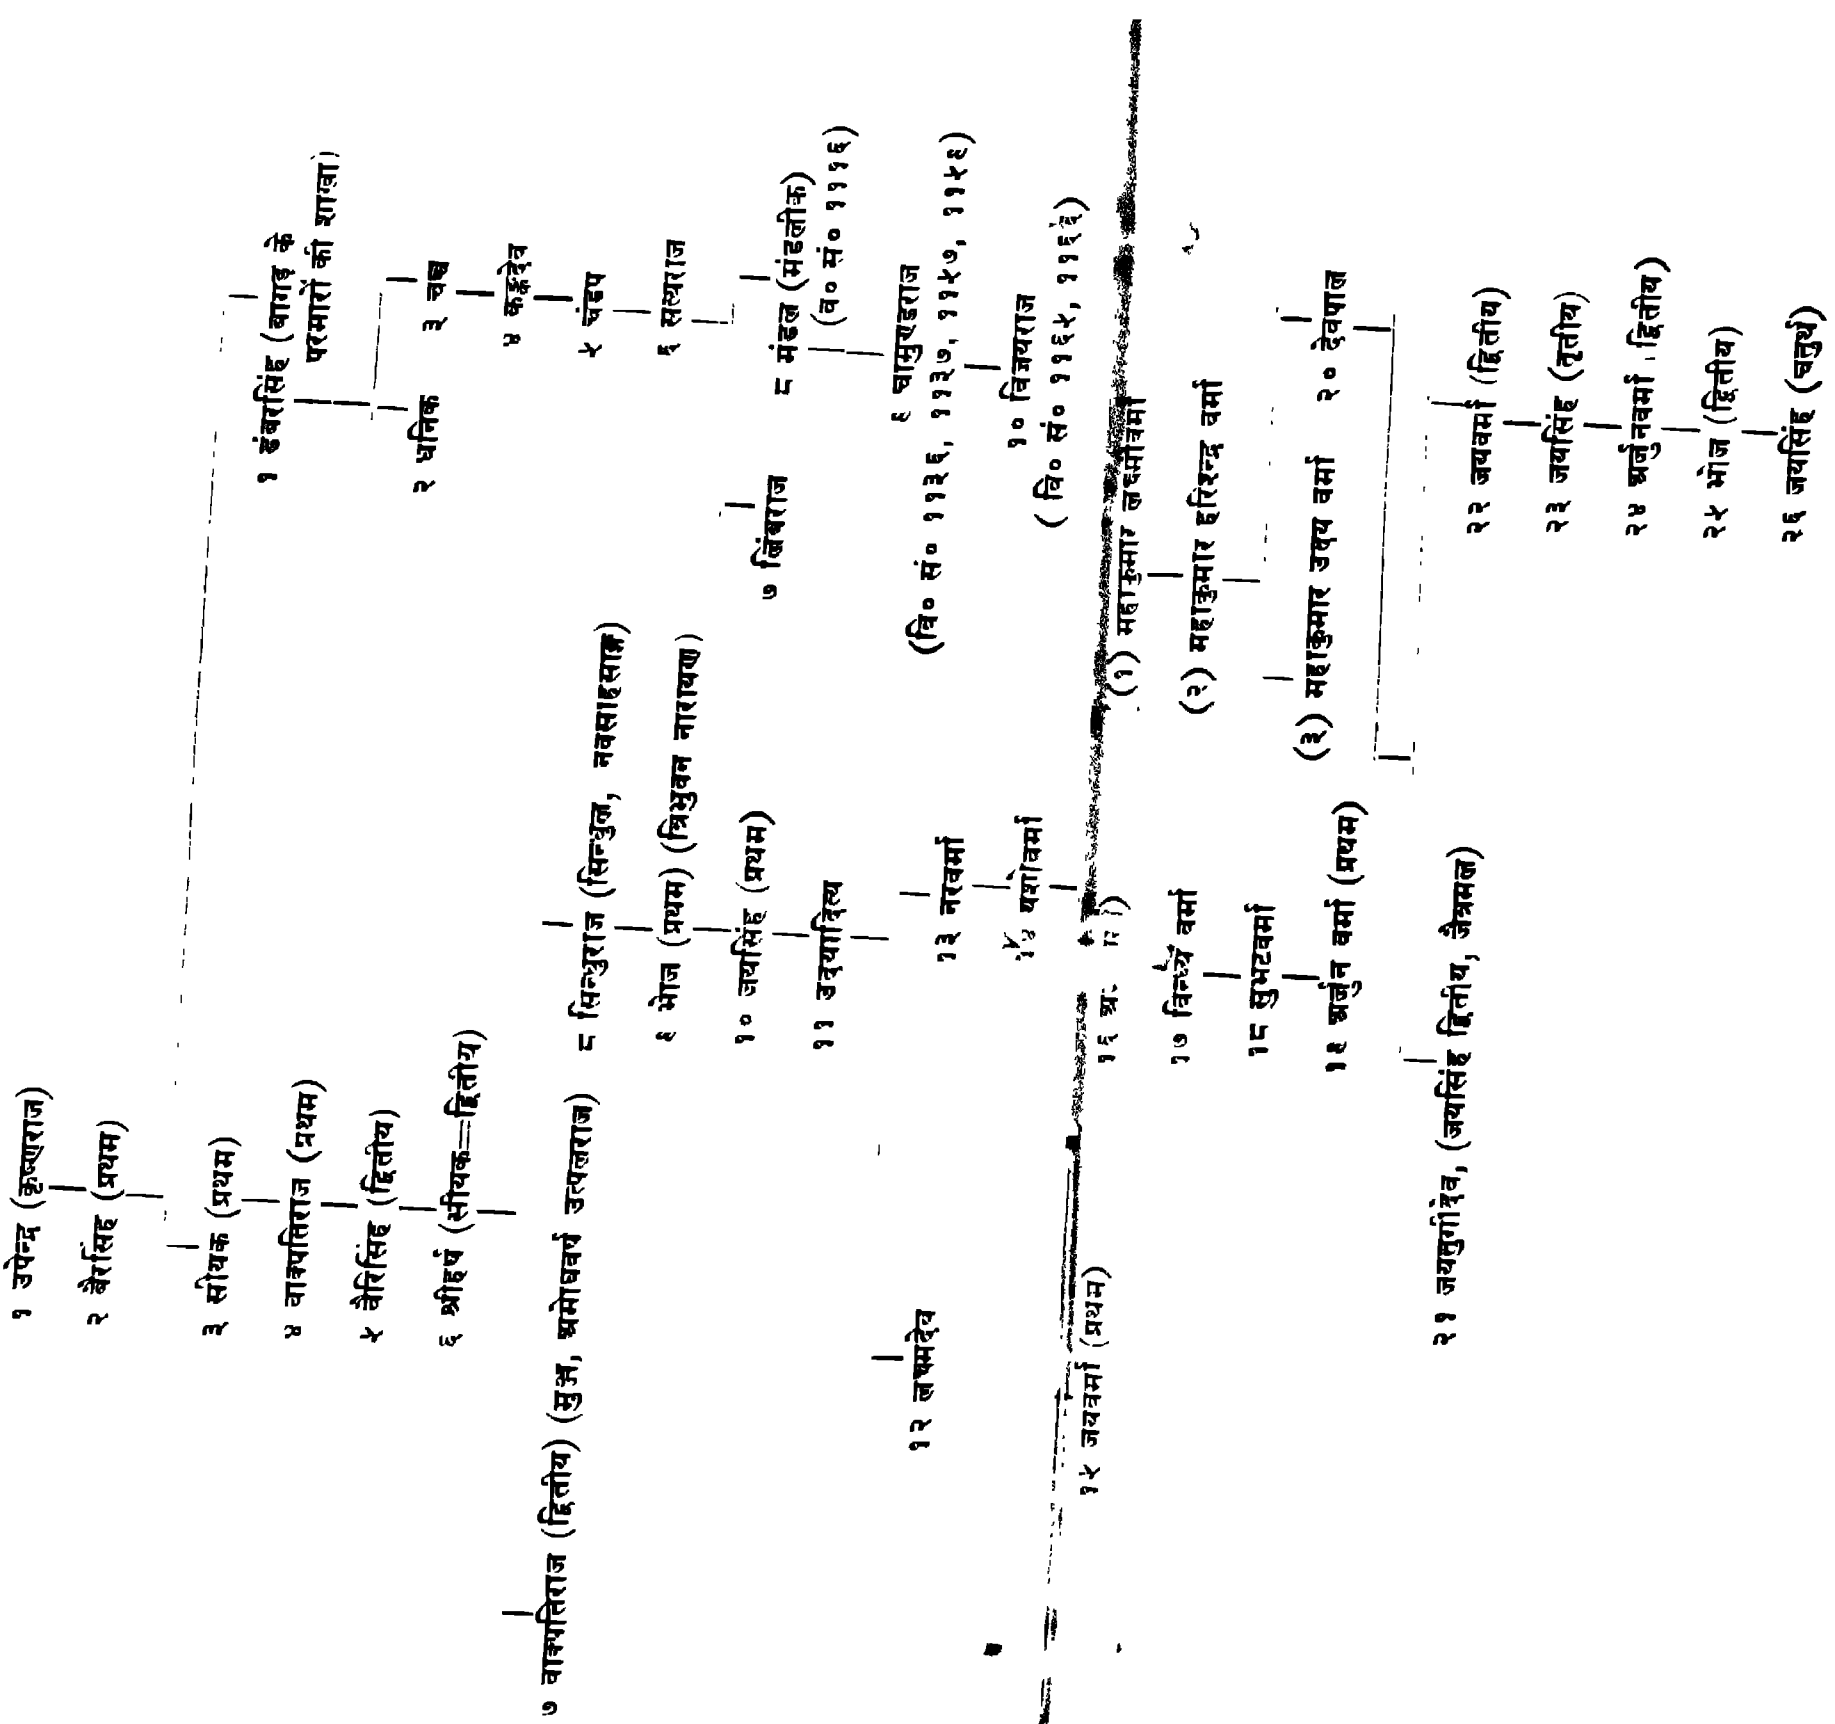 १ उपेन्द्र (कृष्णराज)
२ बैरसिंह (प्रथम)
३ सीयक (प्रथम)
४ वाक्पतिराज (प्रथम)
५ वैरिसिंह (द्वितीय)
६ श्रीहर्ष (सीयक=द्वितीय)
७ वाक्पतिराज (द्वितीय) (मुञ्ज, अमोघवर्ष उत्पलराज)
८ सिन्धुराज (सिन्धुल, नवसाहसाङ्क)
९ भोज (प्रथम) (त्रिभुवन नारायण)
१० जयसिंह (प्रथम)
११ उदयादित्य
१२ लक्ष्मदेव
१३ नरवर्मा
१४ यशोवर्मा
१५ जयवर्मा (प्रथम)
१६
१७ विन्ध्य वर्मा
१८ सुभटवर्मा
१९ अर्जुन वर्मा (प्रथम)
२१ जयतुगीदेव, (जयसिंह द्वितीय, जैत्रमल)
१ डंबरसिंह (बागड़ के
परमारों की शाखा)
२ धनिक
३ चच्च
४ कङ्कदेव
५ चंडप
६ सत्यराज
७ लिंबराज
८ मंडल (मंडलीक)
(व० सं० १११६)
९ चामुण्डराज
(वि० सं० ११३६, ११३७, ११५७, ११५९)
१० विजयराज
( वि० सं० ११६५, ११६६)
(१) महाकुमार लक्ष्मीवर्मा
(२) महाकुमार हरिश्चन्द्र वर्मा
(३) महाकुमार उदय वर्मा
२० देवपाल
२२ जयवर्मा (द्वितीय)
२३ जयसिंह (तृतीय)
२४ अर्जुनवर्मा (द्वितीय)
२५ भोज (द्वितीय)
२६ जयसिंह (चतुर्थ)